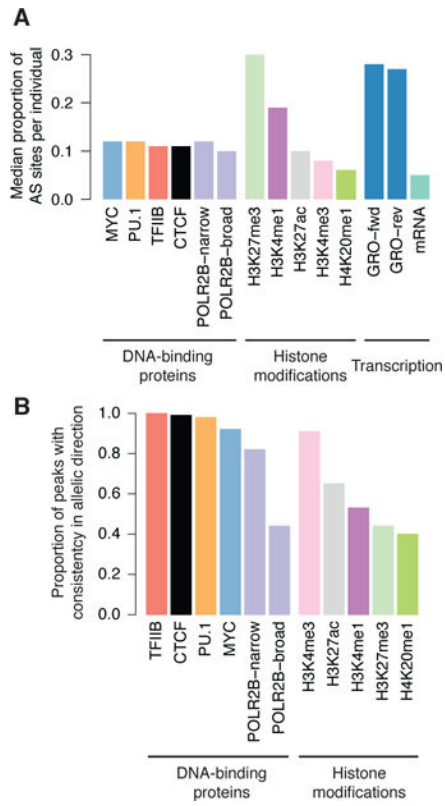 A
Median proportion of
AS sites per individual
0.3
0.2
0.1
0.0
MYC
PU.1
TFIIB
CTCF
POLR2B-narrow
POLR2B-broad
H3K27me3
H3K4me1
H3K27ac
H3K4me3
H4K20me1
GRO-fwd
GRO-rev
mRNA
DNA-binding
proteins
Histone
modifications
Transcription
B
Proportion of peaks with
consistentcy in allelic direction
1.0
0.8
0.6
0.4
0.2
0.0
TFIIB
CTCF
PU.1
MYC
POLR2B-narrow
POLR2B-broad
H3K4me3
H3K27ac
H3K4me1
H3K27me3
H4K20me1
DNA-binding
proteins
Histone
modifications